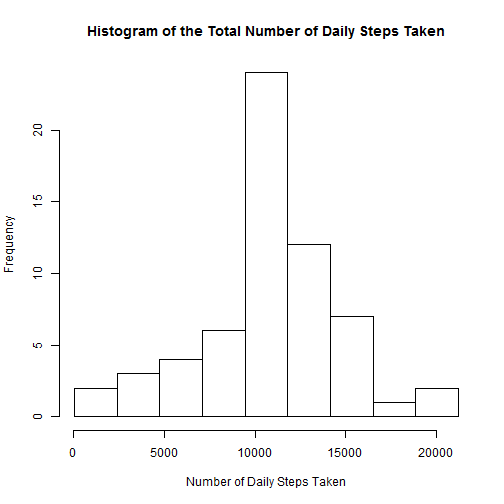 Histogram of the Total Number of Daily Steps Taken
20
15
10
5
0
Frequency
0 5000 10000 15000 20000
Number of Daily Steps Taken